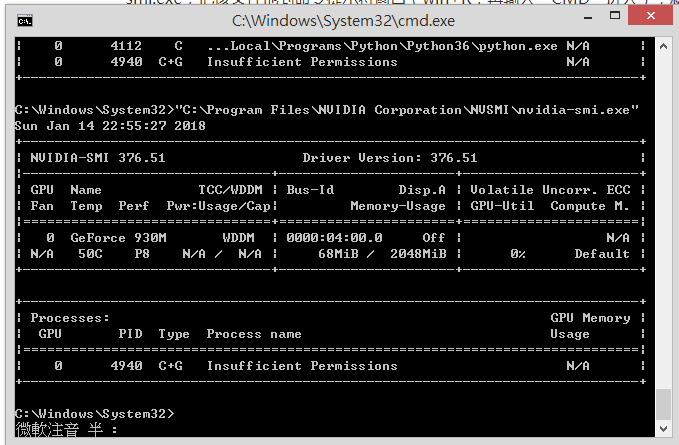 C:\Windows\System32\cmd.exe
| 0 4112 C ...Local\Programs\Python\Python36\python.exe N/A |
| 0 4940 C+G Insufficient Permissions N/A |
+-----------------------------------------------------------------------------+
C:\Windows\System32>"C:\Program Files\NVIDIA Corporation\NVSMI\nvidia-smi.exe"
Sun Jan 14 22:55:27 2018
+-----------------------------------------------------------------------------+
| NVIDIA-SMI 376.51 Driver Version: 376.51 |
|-------------------------------+----------------------+----------------------+
| GPU Name TCC/WDDM | Bus-Id Disp.A | Volatile Uncorr. ECC |
| Fan Temp Perf Pwr:Usage/Cap| Memory-Usage | GPU-Util Compute M. |
|===============================+======================+======================|
| 0 GeForce 930M WDDM | 0000:04:00.0 Off | N/A |
| N/A 50C P8 N/A / N/A | 68MiB / 2048MiB | 0% Default |
+-------------------------------+----------------------+----------------------+
+-----------------------------------------------------------------------------+
| Processes: GPU Memory |
| GPU PID Type Process name Usage |
|=============================================================================|
| 0 4940 C+G Insufficient Permissions N/A |
+-----------------------------------------------------------------------------+
C:\Windows\System32>
微軟注音 半 :